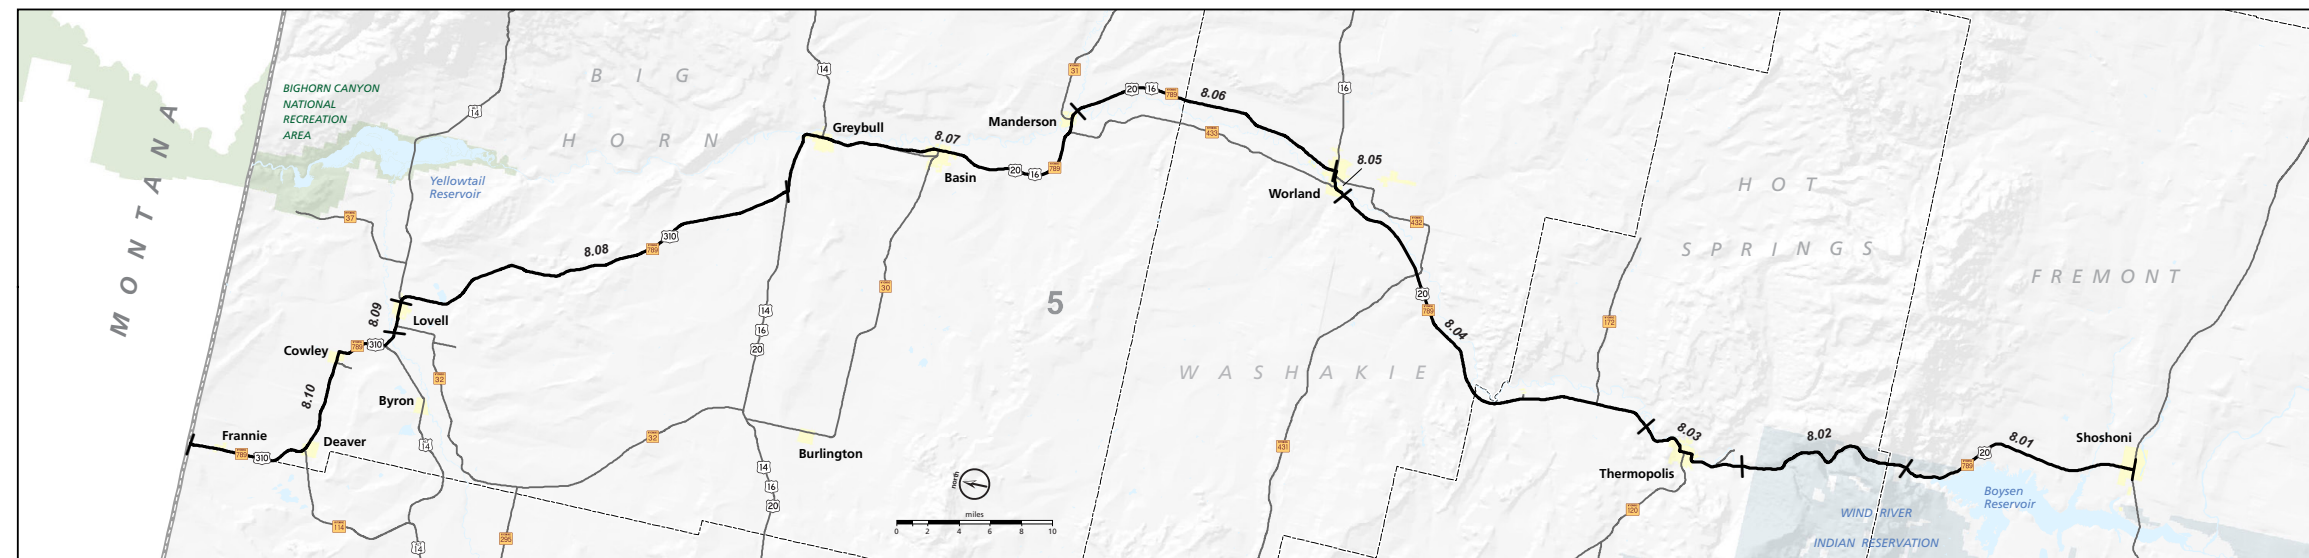 MONTANA
BIGHORN CANYON
NATIONAL
RECREATION
AREA
Yellowtail
Reservoir
BIG
HORN
14
14
37
8.08
789
310
8.09
Lovell
Cowley
789
310
8.10
Byron
32
Frannie
789
310
Deaver
14
114
14
295
32
Greybull
8.07
Basin
20
16
789
Manderson
31
20
16
789
8.06
433
16
8.05
Worland
432
30
14
16
20
5
Burlington
14
16
20
north
miles
0 2 4 6 8 10
WASHAKIE
20
789
8.04
431
HOT
SPRINGS
172
8.03
Thermopolis
120
8.02
WIND RIVER
INDIAN RESERVATION
FREMONT
20
789
8.01
Shoshoni
Boysen
Reservoir